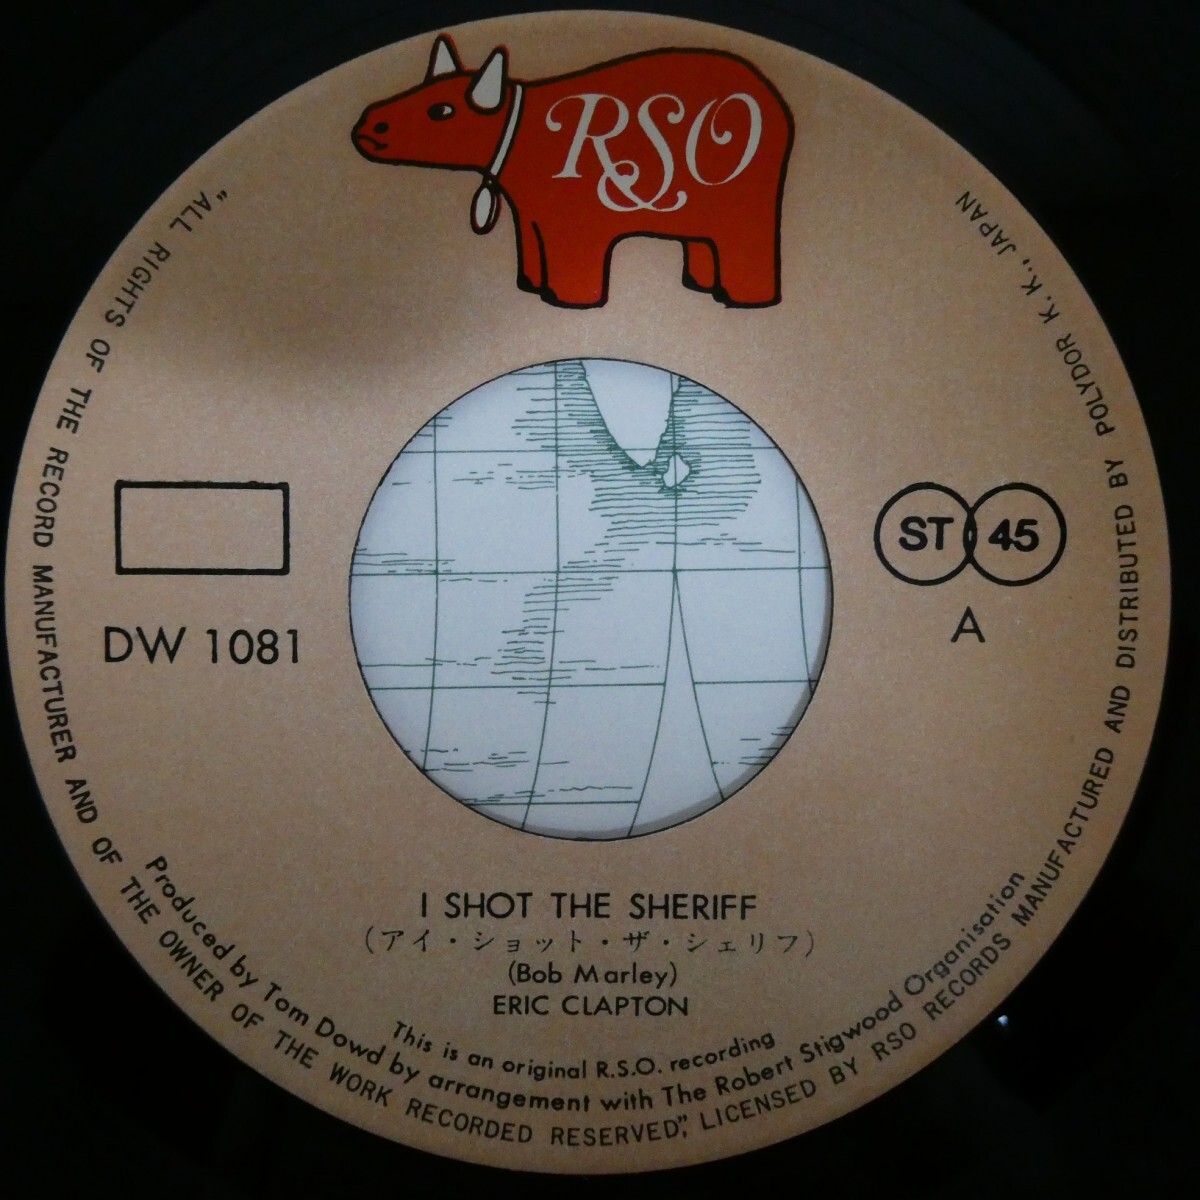 RSO
DW 1081
ST 45
A
I SHOT THE SHERIFF
(アイ・ショット・ザ・シェリフ)
(Bob Marley)
ERIC CLAPTON
This is an original R.S.O. recording
Produced by Tom Dowd by arrangement with The Robert Stigwood Organisation
"ALL RIGHTS OF THE RECORD MANUFACTURER AND OF THE OWNER OF THE WORK RECORDED RESERVED", LICENSED BY RSO RECORDS MANUFACTURED AND DISTRIBUTED BY POLYDOR K. K., JAPAN